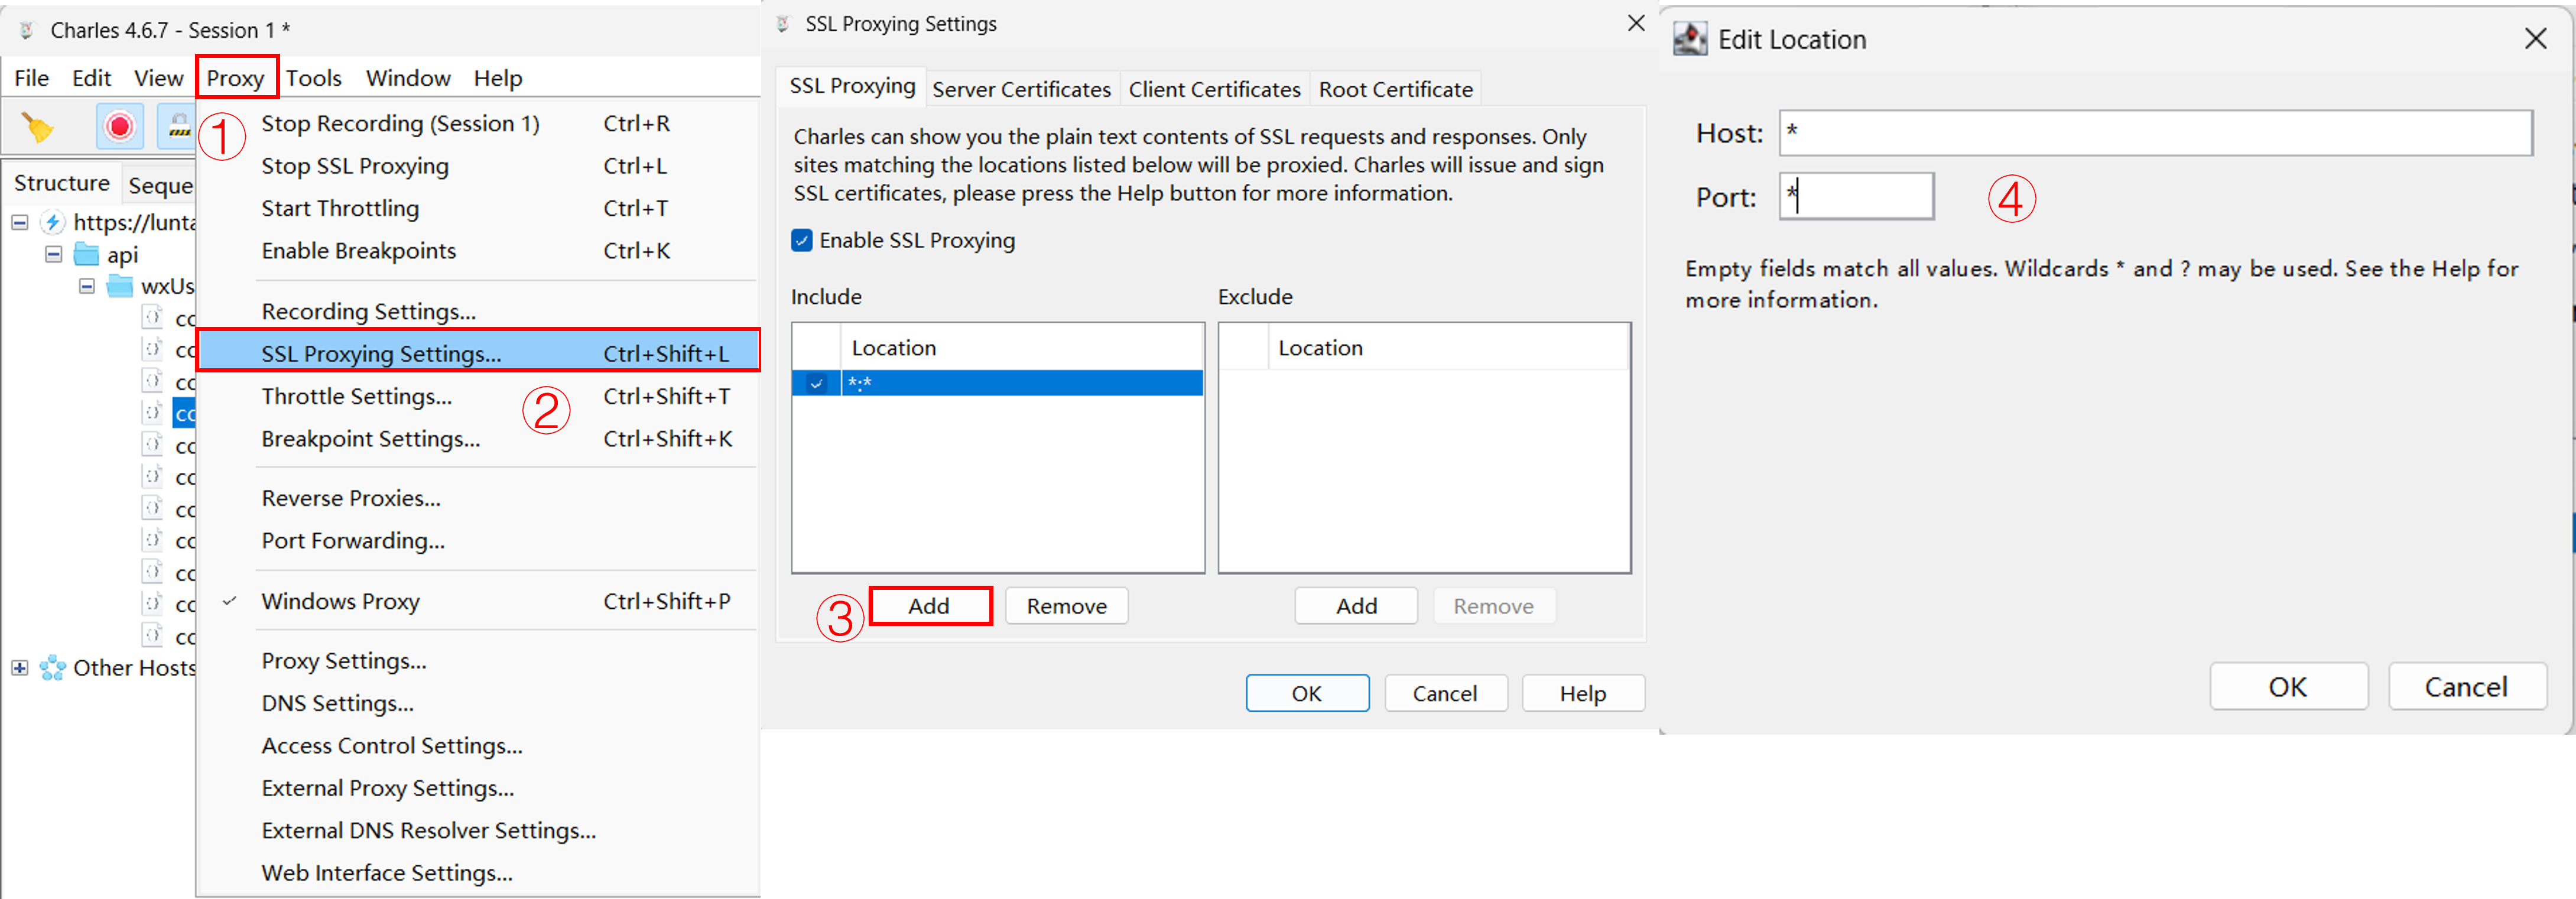 Charles 4.6.7 - Session 1 *
File Edit View Proxy Tools Window Help
①
Stop Recording (Session 1) Ctrl+R
Stop SSL Proxying Ctrl+L
Start Throttling Ctrl+T
Enable Breakpoints Ctrl+K
Recording Settings...
SSL Proxying Settings... Ctrl+Shift+L
Throttle Settings... Ctrl+Shift+T
②
Breakpoint Settings... Ctrl+Shift+K
Reverse Proxies...
Port Forwarding...
Windows Proxy Ctrl+Shift+P
Proxy Settings...
DNS Settings...
Access Control Settings...
External Proxy Settings...
External DNS Resolver Settings...
Web Interface Settings...
Structure Seque
https://lunta
api
wxUs
cc
cc
cc
cc
cc
cc
cc
cc
cc
cc
cc
Other Hosts
SSL Proxying Settings
SSL Proxying Server Certificates Client Certificates Root Certificate
Charles can show you the plain text contents of SSL requests and responses. Only
sites matching the locations listed below will be proxied. Charles will issue and sign
SSL certificates, please press the Help button for more information.
Enable SSL Proxying
Include Exclude
Location Location
*:*
③ Add Remove Add Remove
OK Cancel Help
Edit Location
Host: *
Port: * ④
Empty fields match all values. Wildcards * and ? may be used. See the Help for
more information.
OK Cancel